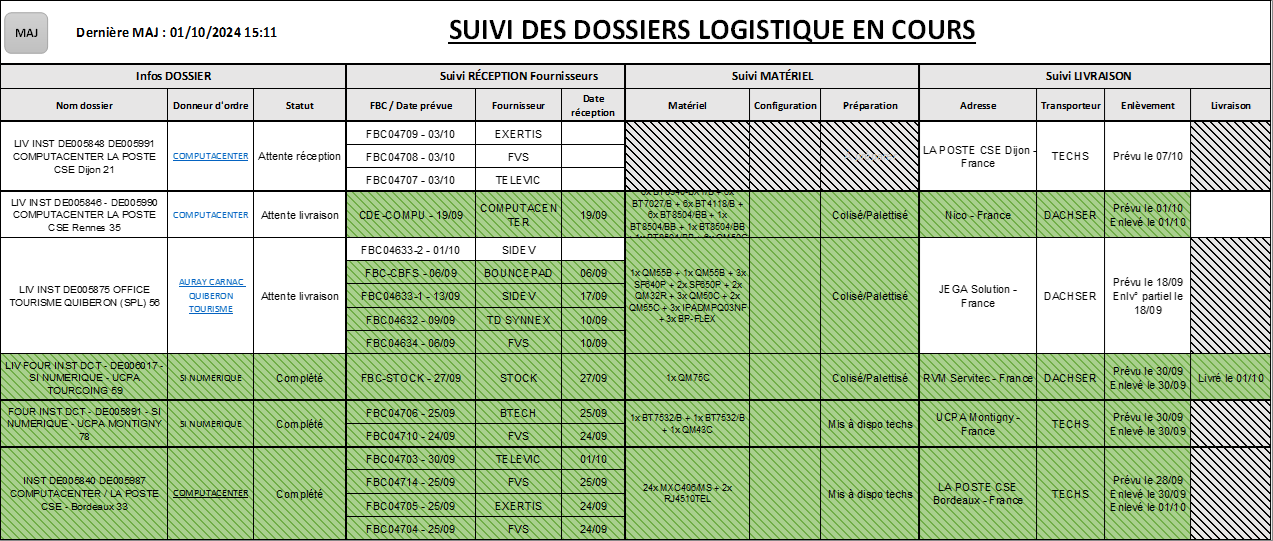 MAJ
Dernière MAJ : 01/10/2024 15:11
SUIVI DES DOSSIERS LOGISTIQUE EN COURS
Infos DOSSIER
Suivi RÉCEPTION Fournisseurs
Suivi MATÉRIEL
Suivi LIVRAISON
Nom dossier
Donneur d'ordre
Statut
FBC / Date prévue
Fournisseur
Date
réception
Matériel
Configuration
Préparation
Adresse
Transporteur
Enlèvement
Livraison
LIV INST DE005848 DE005991
COMPUTACENTER LA POSTE
CSE Dijon 21
COMPUTACENTER
Attente réception
FBC04709 - 03/10
EXERTIS
FBC04708 - 03/10
FVS
FBC04707 - 03/10
TELEVIC
LA POSTE CSE Dijon -
France
TECHS
Prévu le 07/10
LIV INST DE005846 - DE005990
COMPUTACENTER LA POSTE
CSE Rennes 35
COMPUTACENTER
Attente livraison
CDE-COMPU - 19/09
COMPUTACEN
TER
19/09
BT7027/B + 6x BT4118/B +
6x BT8504/BB + 1x
BT8504/BB + 1x BT8504/BB
Colisé/Palettisé
Nico - France
DACHSER
Prévu le 01/10
Enlevé le 01/10
LIV INST DE005875 OFFICE
TOURISME QUIBERON (SPL) 56
AURAY CARNAC
QUIBERON
TOURISME
Attente livraison
FBC04633-2 - 01/10
SIDEV
FBC-CBFS - 06/09
BOUNCEPAD
06/09
FBC04633-1 - 13/09
SIDEV
17/09
FBC04632 - 09/09
TD SYNNEX
10/09
FBC04634 - 06/09
FVS
10/09
1x QM55B + 1x QM55B + 3x
SF640P + 2x SF650P + 2x
QM32R + 3x QM50C + 2x
QM55C + 3x IPADMPQ03NF
+ 3x BP-FLEX
Colisé/Palettisé
JEGA Solution -
France
DACHSER
Prévu le 18/09
Enlv° partiel le
18/09
LIV FOUR INST DCT - DE006017 -
SI NUMERIQUE - UCPA
TOURCOING 59
SI NUMERIQUE
Complété
FBC-STOCK - 27/09
STOCK
27/09
1x QM75C
Colisé/Palettisé
RVM Servitec - France
DACHSER
Prévu le 30/09
Enlevé le 30/09
Livré le 01/10
FOUR INST DCT - DE005891 - SI
NUMERIQUE - UCPA MONTIGNY
78
SI NUMERIQUE
Complété
FBC04706 - 25/09
BTECH
25/09
FBC04710 - 24/09
FVS
24/09
1x BT7532/B + 1x BT7532/B
+ 1x QM43C
Mis à dispo techs
UCPA Montigny -
France
TECHS
Prévu le 30/09
Enlevé le 30/09
INST DE005840 DE005987
COMPUTACENTER / LA POSTE
CSE - Bordeaux 33
COMPUTACENTER
Complété
FBC04703 - 30/09
TELEVIC
01/10
FBC04714 - 25/09
FVS
25/09
FBC04705 - 25/09
EXERTIS
24/09
FBC04704 - 25/09
FVS
24/09
24x MXC406/MS + 2x
RJ4510TEL
Mis à dispo techs
LA POSTE CSE
Bordeaux - France
TECHS
Prévu le 28/09
Enlevé le 30/09
Enlevé le 01/10